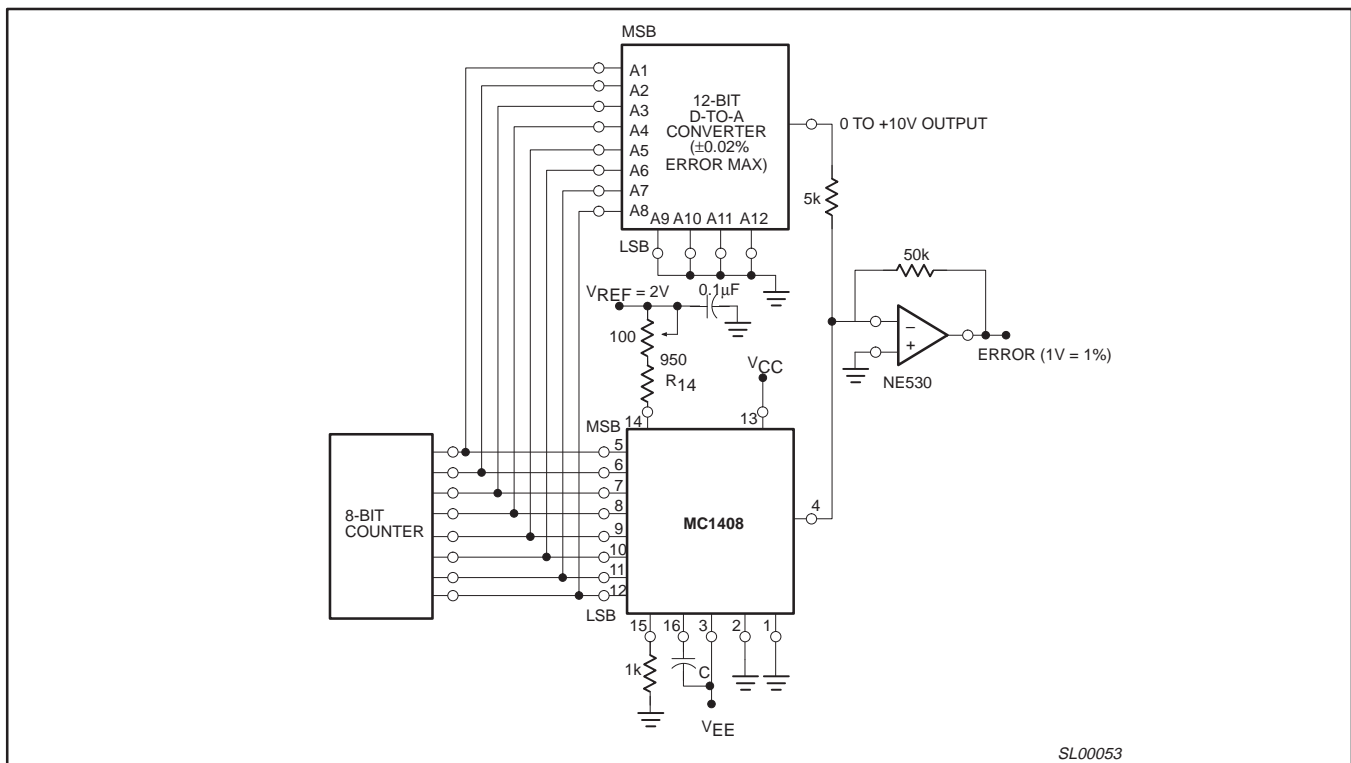 MSB
A1
A2
A3
A4
A5
A6
A7
A8
12-BIT
D-TO-A
CONVERTER
(±0.02%
ERROR MAX)
A9 A10 A11 A12
LSB
0 TO +10V OUTPUT
5k
50k
VREF = 2V
0.1µF
100
950
R14
VCC
−
+
NE530
ERROR (1V = 1%)
MSB
14
13
8-BIT
COUNTER
5
6
7
8
9
10
11
12
LSB
MC1408
4
15 16 3 2 1
1k
C
VEE
SL00053